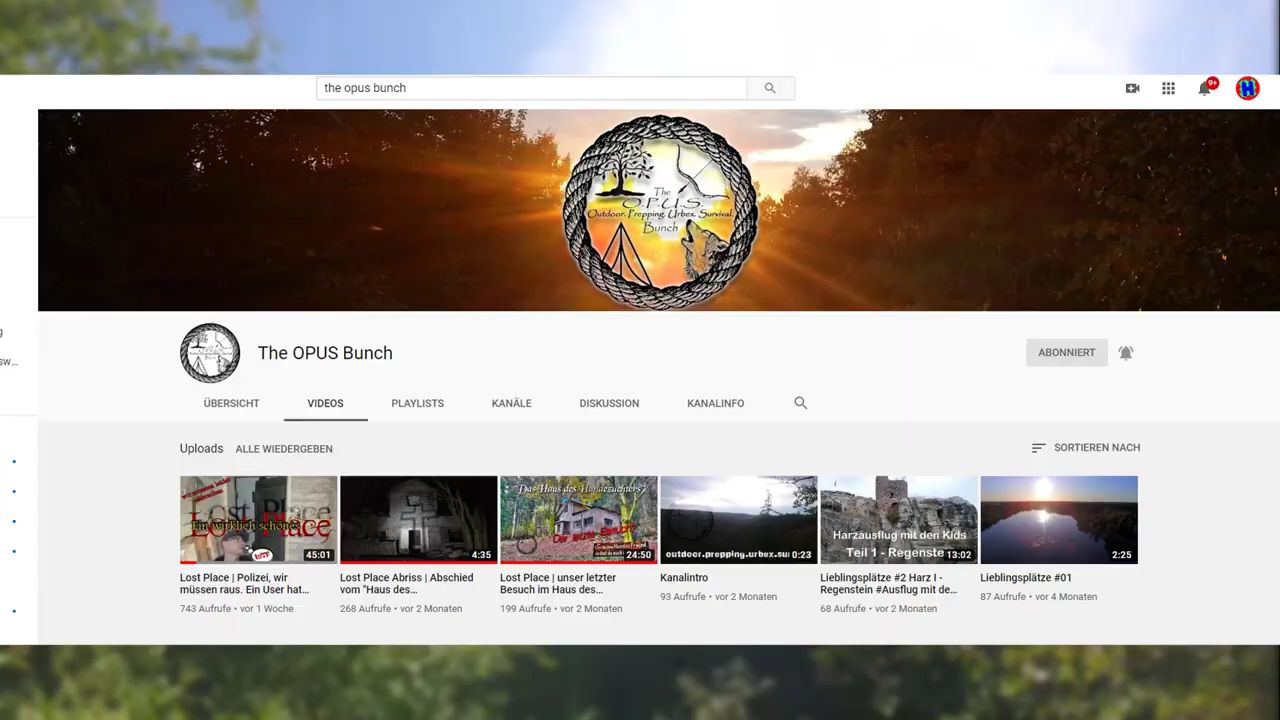 the opus bunch
9+
H
The
O.P.U.S.
Outdoor. Prepping. Urbex. Survival.
Bunch
g
sw...
The OPUS Bunch
ABONNIERT
ÜBERSICHT
VIDEOS
PLAYLISTS
KANÄLE
DISKUSSION
KANALINFO
Uploads
ALLE WIEDERGEBEN
SORTIEREN NACH
Lost Place
Ein wirklich schönes
WTF
45:01
Lost Place | Polizei, wir
müssen raus. Ein User hat...
743 Aufrufe • vor 1 Woche
4:35
Lost Place Abriss | Abschied
vom "Haus des...
268 Aufrufe • vor 2 Monaten
Das Haus des Hundezüchters
Der letzte Besuch
24:50
Lost Place | unser letzter
Besuch im Haus des...
199 Aufrufe • vor 2 Monaten
outdoor.prepping.urbex.su
0:23
Kanalintro
93 Aufrufe • vor 2 Monaten
Harzausflug mit den Kids
Teil 1 - Regenste
13:02
Lieblingsplätze #2 Harz I -
Regenstein #Ausflug mit de...
68 Aufrufe • vor 2 Monaten
2:25
Lieblingsplätze #01
87 Aufrufe • vor 4 Monaten